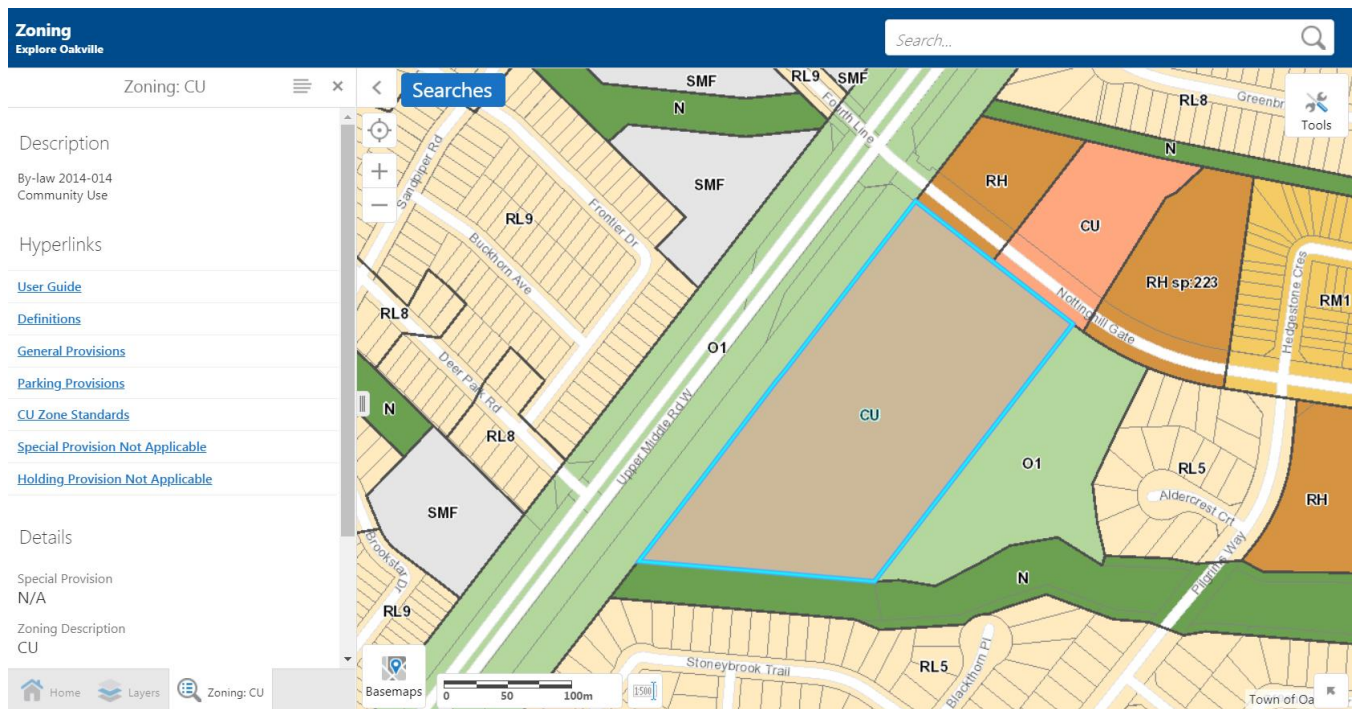 Zoning
Explore Oakville
Search...
Zoning: CU
Searches
Tools
Description
By-law 2014-014
Community Use
Hyperlinks
User Guide
Definitions
General Provisions
Parking Provisions
CU Zone Standards
Special Provision Not Applicable
Holding Provision Not Applicable
Details
Special Provision
N/A
Zoning Description
CU
Home
Layers
Zoning: CU
SMF
RL9
SMF
N
Fourth Line
RL8
N
Sandpiper Rd
SMF
RH
CU
RL9
Frontier Dr
Buckhorn Ave
RH sp:223
Hedgestone Cres
RM1
Nottinghill Gate
RL8
O1
Deer Park Rd
N
CU
RL8
Upper Middle Rd W
O1
RL5
Aldercrest Crt
RH
SMF
Brookstar Dr
Pilgrims Way
N
RL9
Stoneybrook Trail
RL5
Blackthorn Pl
Basemaps
0 50 100m
Town of Oa